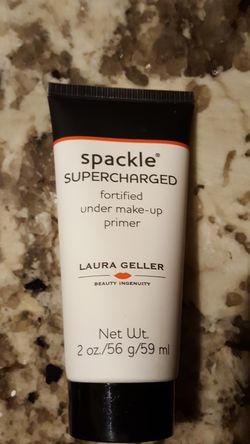 spackle®
SUPERCHARGED
fortified
under make-up
primer
LAURA GELLER
BEAUTY INGENUITY
Net Wt.
2 oz./56 g/59 ml